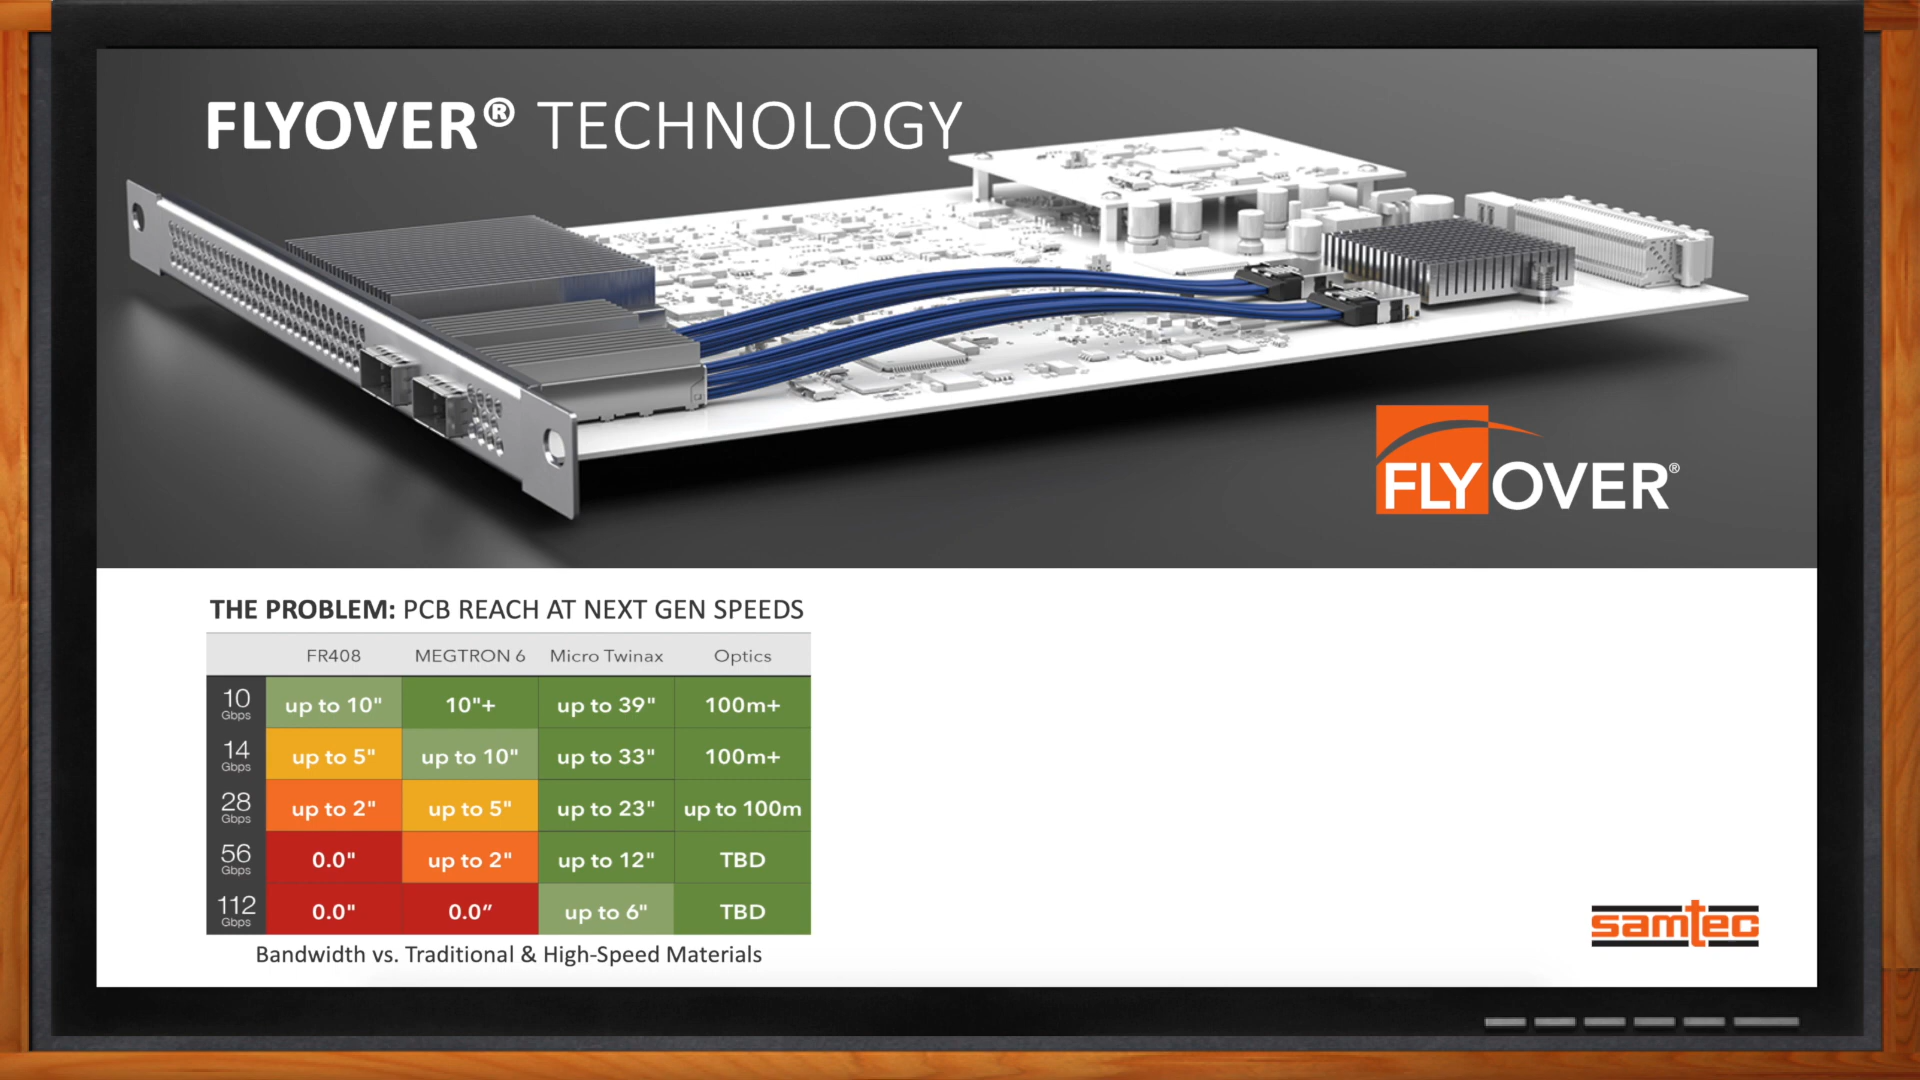 FLYOVER® TECHNOLOGY
FLYOVER®
THE PROBLEM: PCB REACH AT NEXT GEN SPEEDS
FR408 MEGTRON 6 Micro Twinax Optics
10 Gbps up to 10" 10"+ up to 39" 100m+
14 Gbps up to 5" up to 10" up to 33" 100m+
28 Gbps up to 2" up to 5" up to 23" up to 100m
56 Gbps 0.0" up to 2" up to 12" TBD
112 Gbps 0.0" 0.0” up to 6" TBD
Bandwidth vs. Traditional & High-Speed Materials
samtec